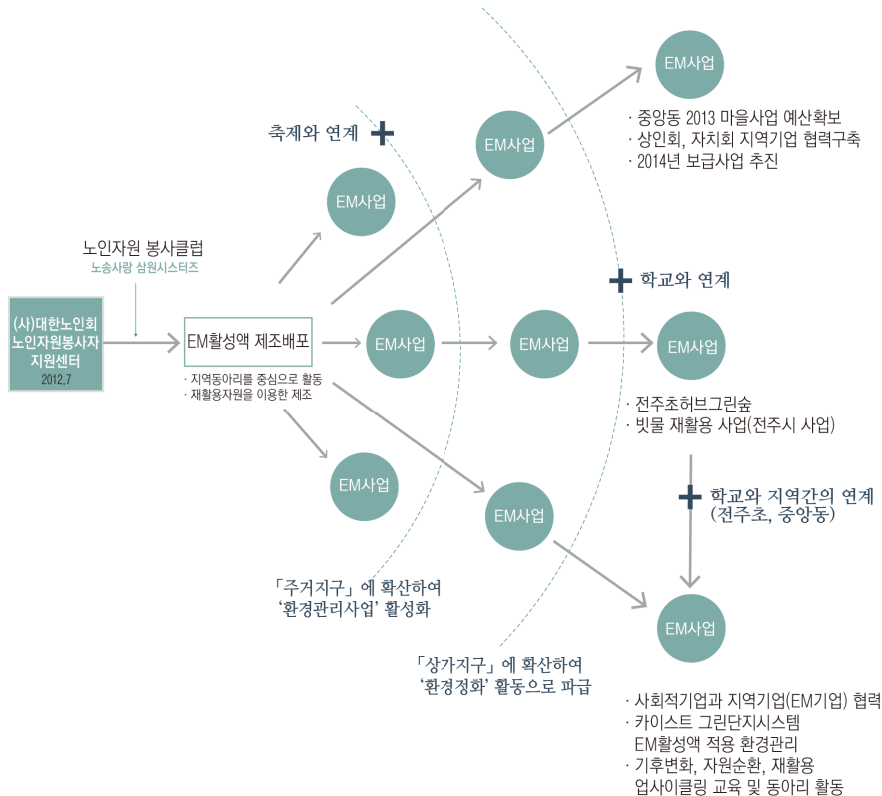 EM사업
· 중앙동 2013 마을사업 예산확보
· 상인회, 자치회 지역기업 협력구축
· 2014년 보급사업 추진
축제와 연계
EM사업
EM사업
노인자원 봉사클럽
노송사랑 삼원시스터즈
학교와 연계
(사)대한노인회
노인자원봉사자
지원센터
2012.7
EM활성액 제조배포
· 지역동아리를 중심으로 활동
· 재활용자원을 이용한 제조
EM사업
EM사업
EM사업
· 전주초허브그린숲
· 빗물 재활용 사업(전주시 사업)
EM사업
EM사업
학교와 지역간의 연계
(전주초, 중앙동)
「주거지구」에 확산하여
‘환경관리사업’ 활성화
EM사업
「상가지구」에 확산하여
‘환경정화’ 활동으로 파급
· 사회적기업과 지역기업(EM기업) 협력
· 카이스트 그린단지시스템
EM활성액 적용 환경관리
· 기후변화, 자원순환, 재활용
업사이클링 교육 및 동아리 활동